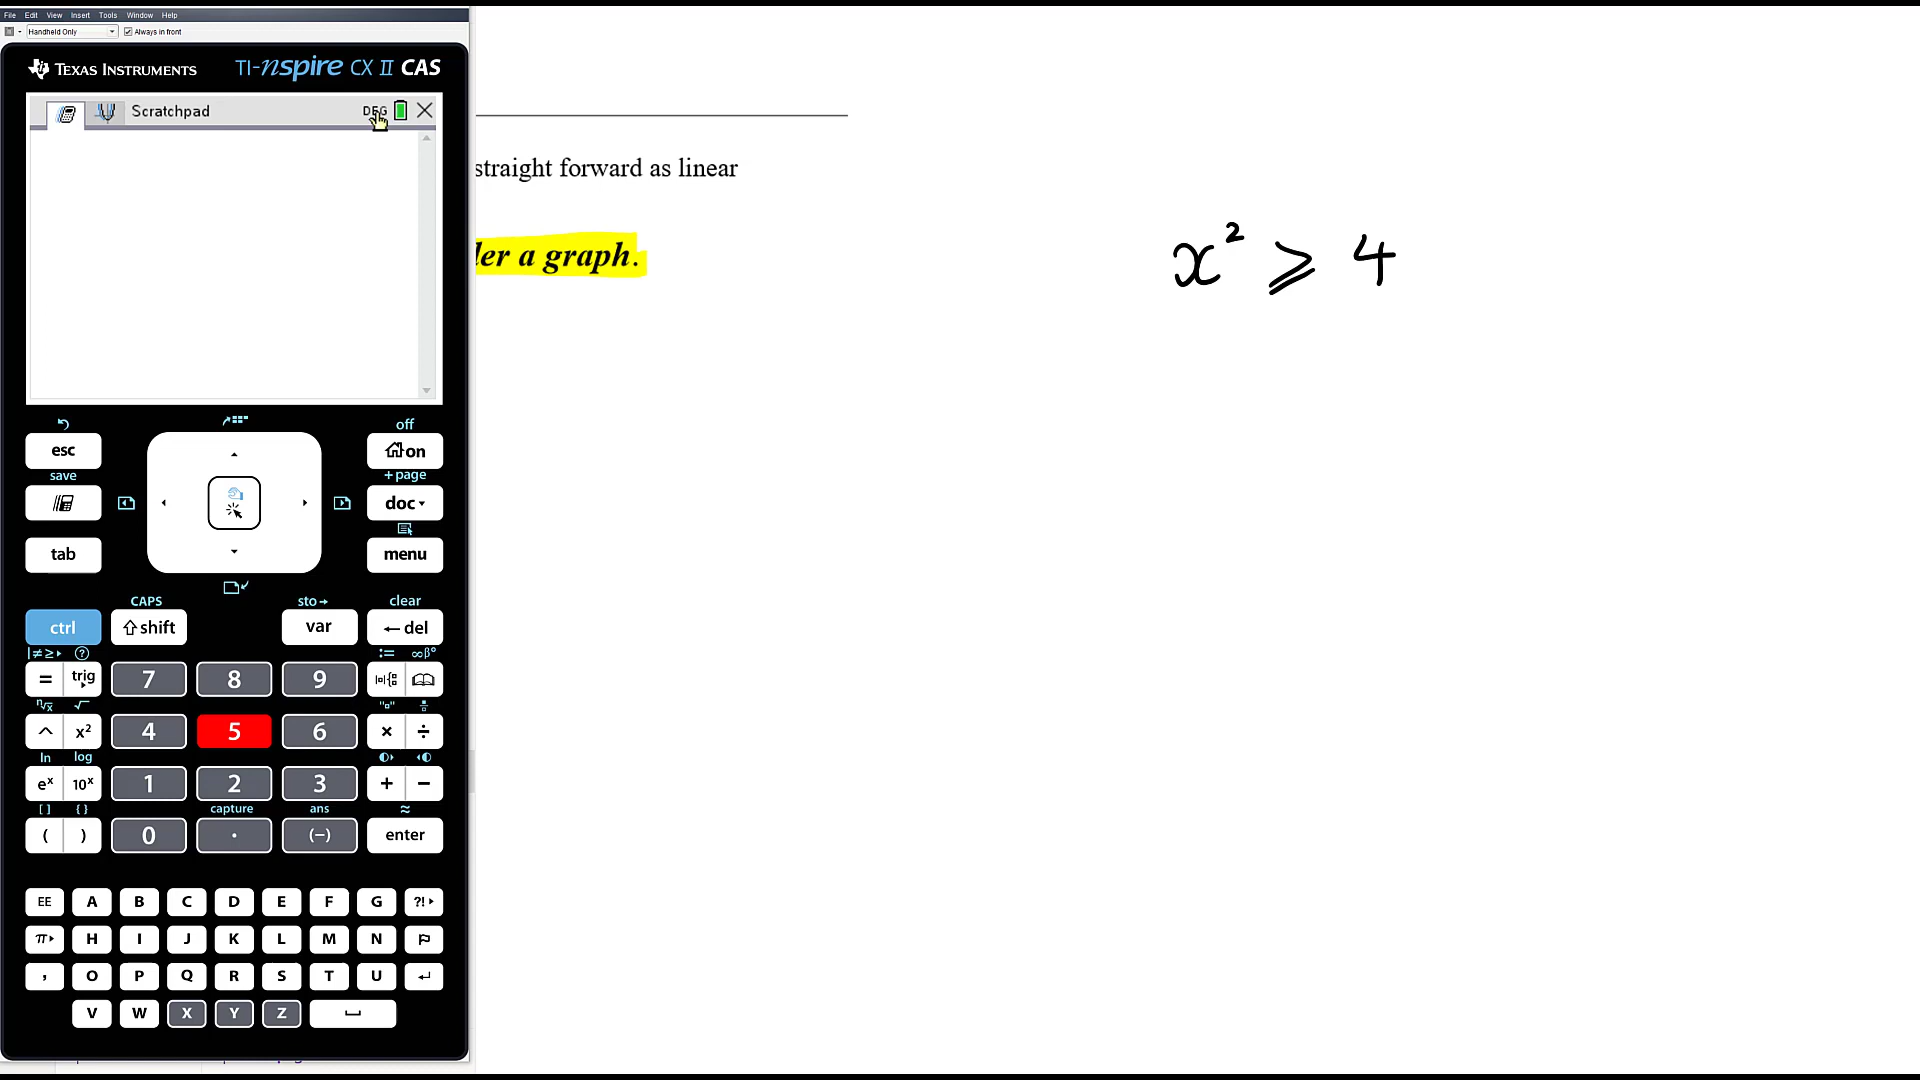 File Edit View Insert Tools Window Help
Handheld Only Always in front
TEXAS INSTRUMENTS TI-nspire CX II CAS
Scratchpad DEG
straight forward as linear
ler a graph.
x² ⩾ 4
off
esc on
save +page
doc
tab menu
CAPS sto→ clear
ctrl ⇧shift var ←del
|≠≥▸ ? := ∞β°
= trig 7 8 9
ⁿ√x √ "□"
^ x² 4 5 6 × ÷
ln log
eˣ 10ˣ 1 2 3 + −
[ ] { } capture ans ≈
( ) 0 . (−) enter
EE A B C D E F G ?!▸
π▸ H I J K L M N
, O P Q R S T U ↵
V W X Y Z